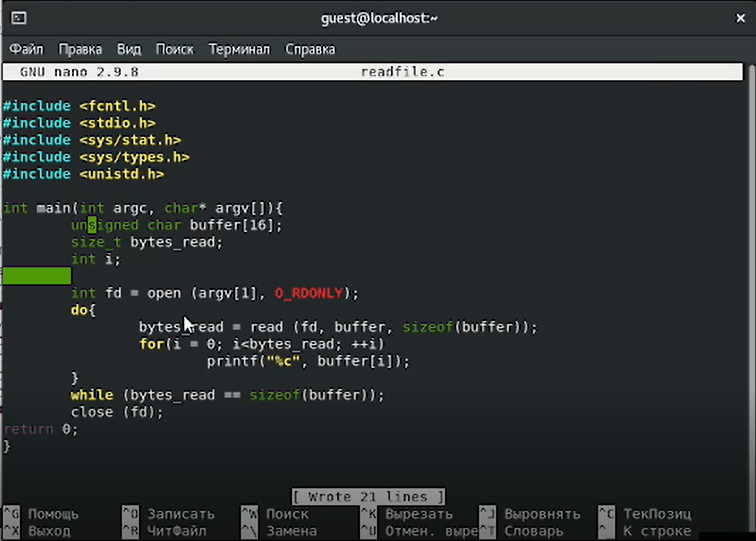 guest@localhost:~
Файл Правка Вид Поиск Терминал Справка
GNU nano 2.9.8 readfile.c
#include <fcntl.h>
#include <stdio.h>
#include <sys/stat.h>
#include <sys/types.h>
#include <unistd.h>
int main(int argc, char* argv[]){
unsigned char buffer[16];
size_t bytes_read;
int i;
int fd = open (argv[1], O_RDONLY);
do{
bytes_read = read (fd, buffer, sizeof(buffer));
for(i = 0; i<bytes_read; ++i)
printf("%c", buffer[i]);
}
while (bytes_read == sizeof(buffer));
close (fd);
return 0;
}
[ Wrote 21 lines ]
^G Помощь ^O Записать ^W Поиск ^K Вырезать ^J Выровнять ^C ТекПозиц
^X Выход ^R ЧитФайл ^\ Замена ^U Отмен. выре ^T Словарь ^_ К строке